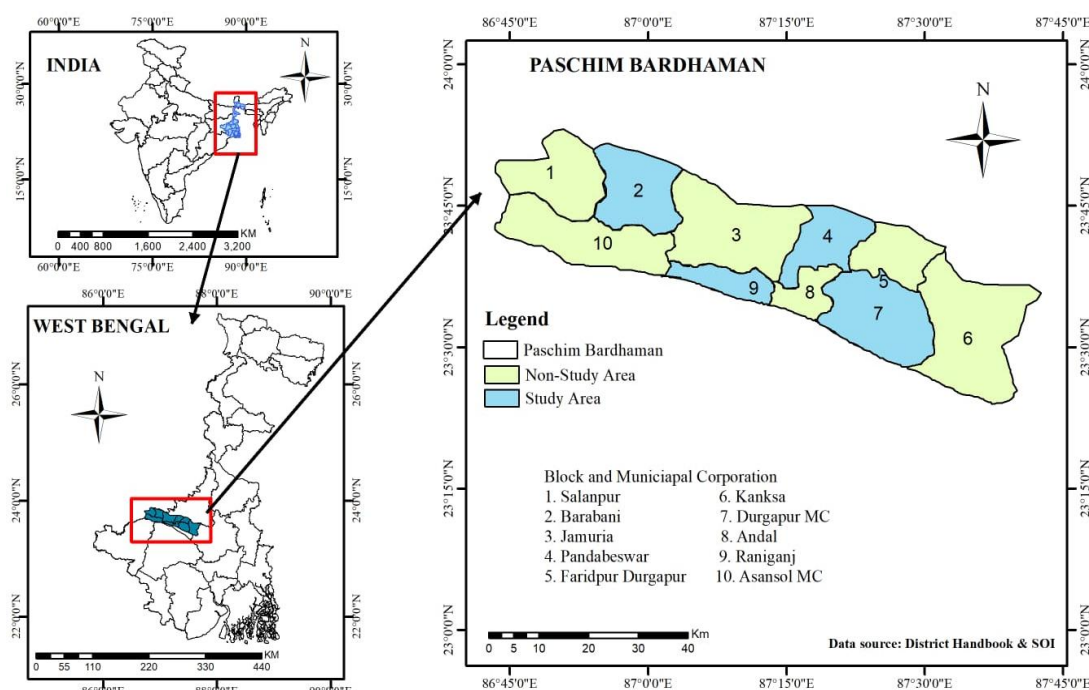 60°0'0"E 75°0'0"E 90°0'0"E
INDIA
N
30°0'0"N
15°0'0"N
30°0'0"N
15°0'0"N
KM
0 400 800 1,600 2,400 3,200
60°0'0"E 75°0'0"E 90°0'0"E
86°0'0"E 88°0'0"E 90°0'0"E
WEST BENGAL
N
26°0'0"N
24°0'0"N
22°0'0"N
26°0'0"N
24°0'0"N
22°0'0"N
KM
0 55 110 220 330 440
86°0'0"E 88°0'0"E 90°0'0"E
86°45'0"E 87°0'0"E 87°15'0"E 87°30'0"E 87°45'0"E
PASCHIM BARDHAMAN
N
24°0'0"N
23°45'0"N
23°30'0"N
23°15'0"N
23°0'0"N
24°0'0"N
23°45'0"N
23°30'0"N
23°15'0"N
23°0'0"N
1
2
3
4
10
5
9
8
7
6
Legend
Paschim Bardhaman
Non-Study Area
Study Area
Block and Municiapal Corporation
1. Salanpur 6. Kanksa
2. Barabani 7. Durgapur MC
3. Jamuria 8. Andal
4. Pandabeswar 9. Raniganj
5. Faridpur Durgapur 10. Asansol MC
Km
0 5 10 20 30 40
Data source: District Handbook & SOI
86°45'0"E 87°0'0"E 87°15'0"E 87°30'0"E 87°45'0"E